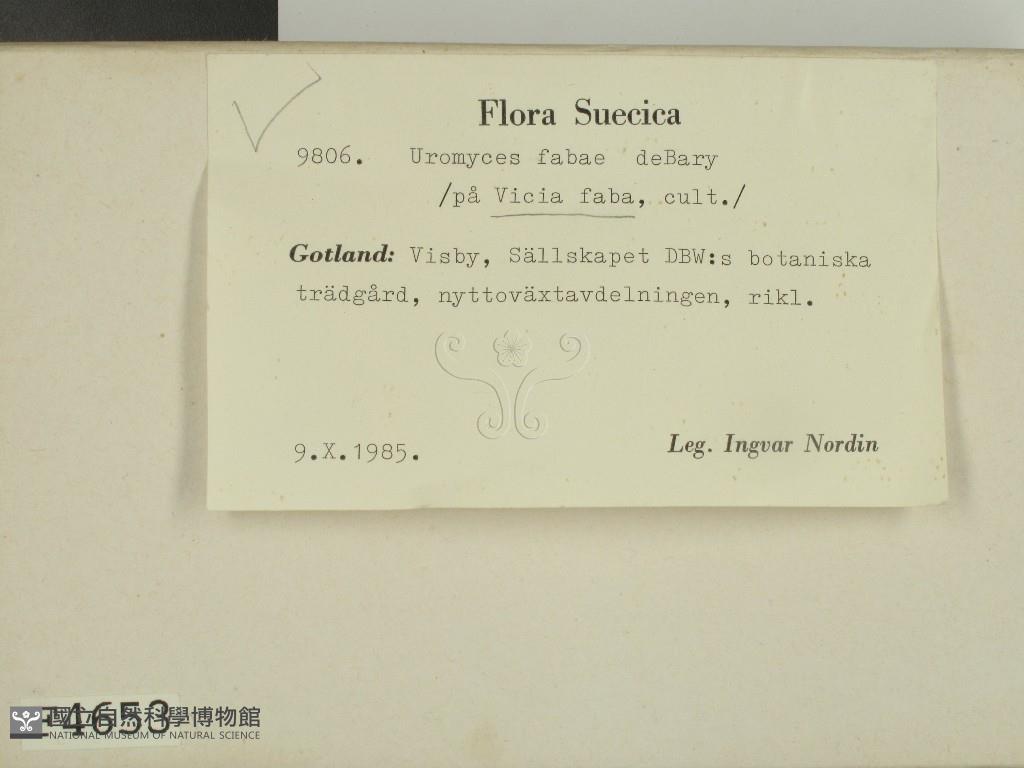 Flora Suecica
9806. Uromyces fabae deBary
/på Vicia faba, cult./
Gotland: Visby, Sällskapet DBW:s botaniska
trädgård, nyttoväxtavdelningen, rikl.
9.X.1985. Leg. Ingvar Nordin
4653
國立自然科學博物館
NATIONAL MUSEUM OF NATURAL SCIENCE